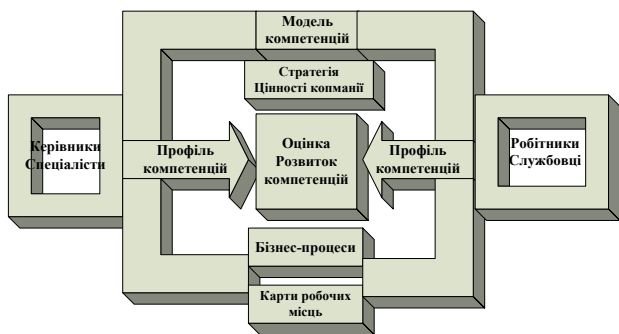 Модель
компетенцій
Стратегія
Цінності копманії
Керівники
Спеціалісти
Профіль
компетенцій
Оцінка
Розвиток
компетенцій
Профіль
компетенцій
Робітники
Службовці
Бізнес-процеси
Карти робочих
місць